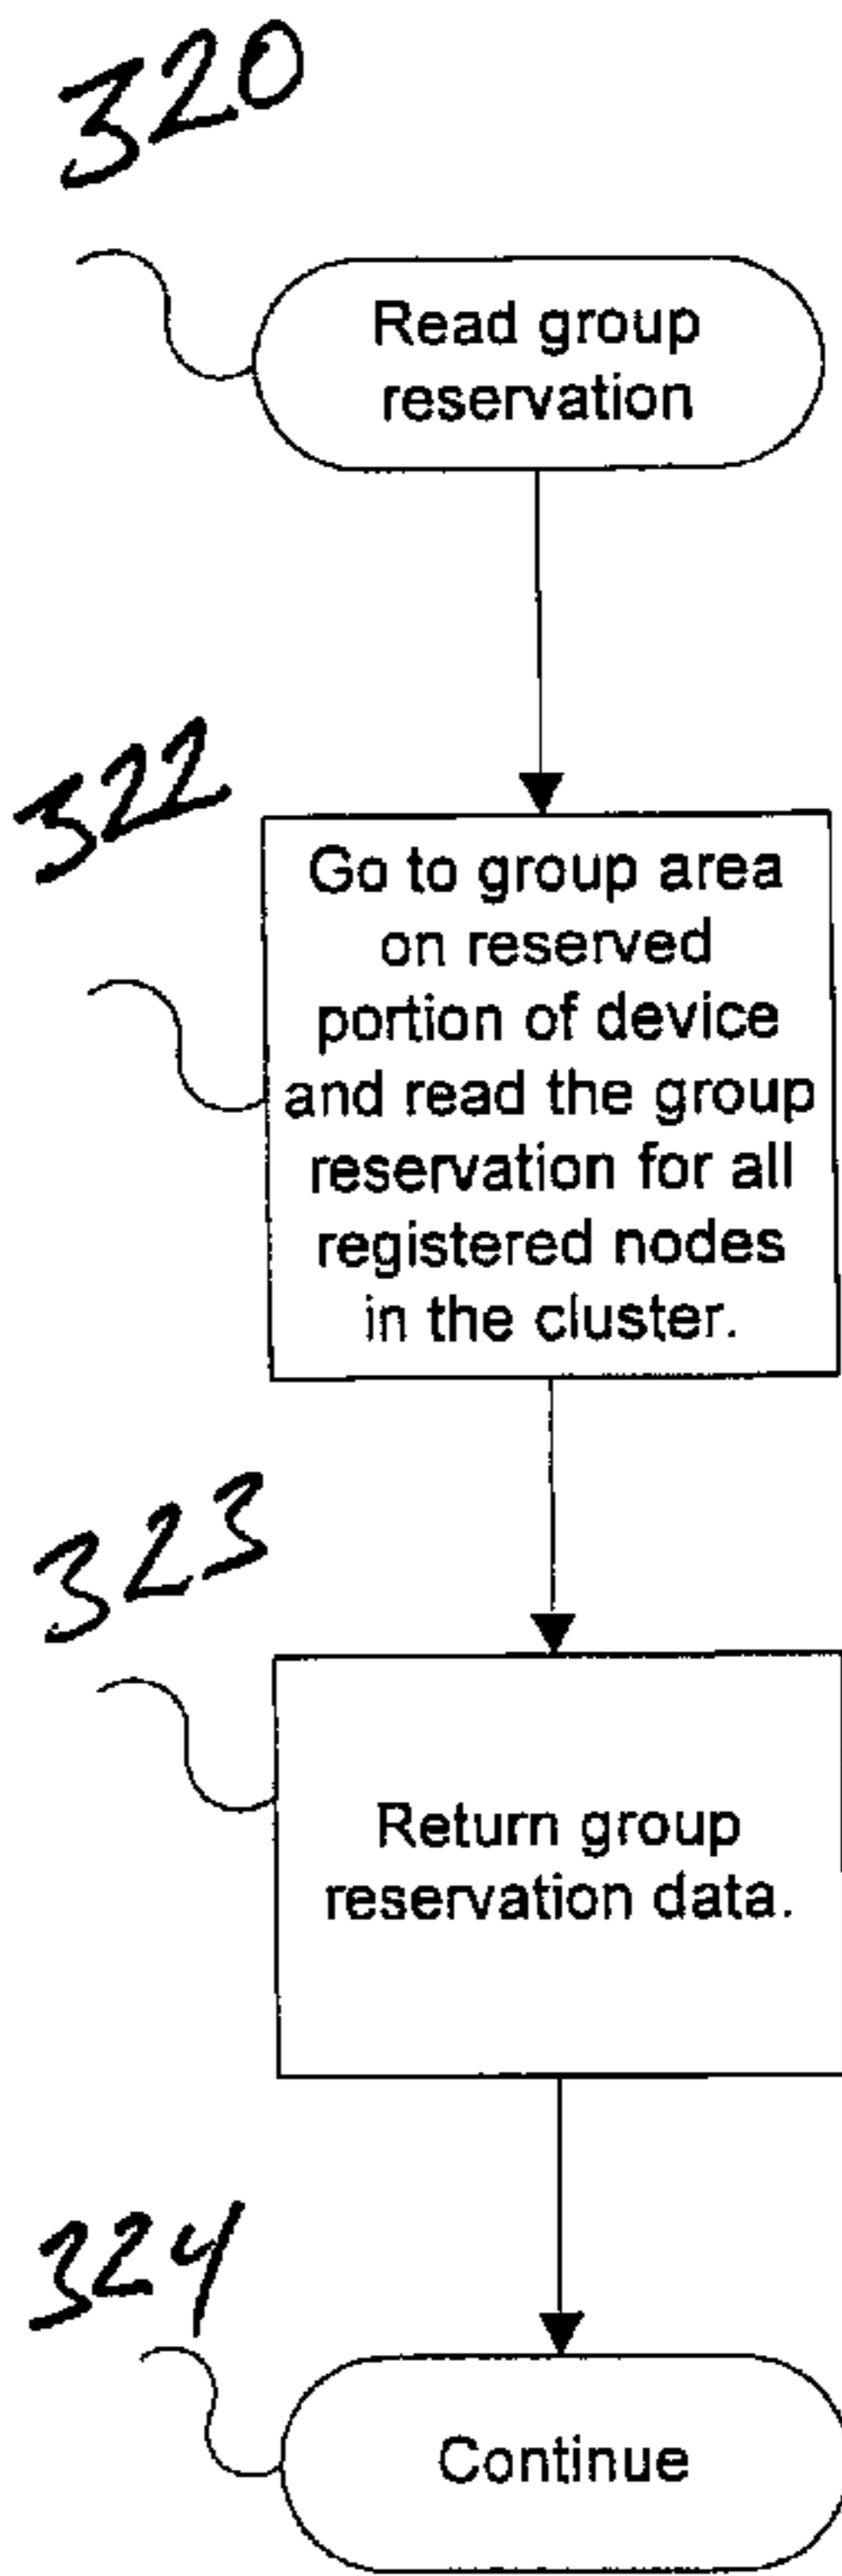 320
Read group
reservation
322
Go to group area
on reserved
portion of device
and read the group
reservation for all
registered nodes
in the cluster.
323
Return group
reservation data.
324
Continue